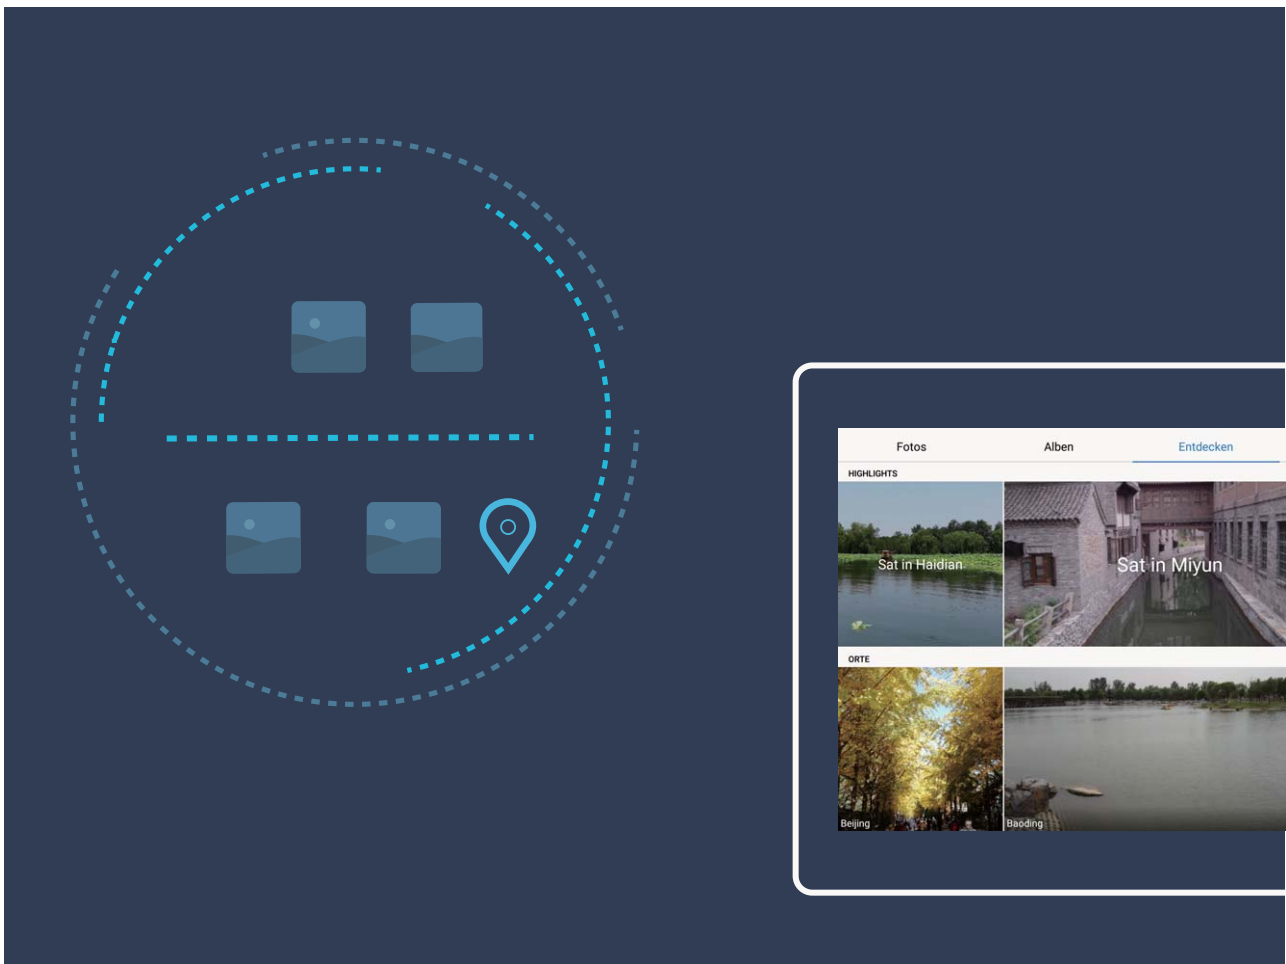 Fotos Alben Entdecken
HIGHLIGHTS
Sat in Haidian Sat in Miyun
ORTE
Beijing Baoding